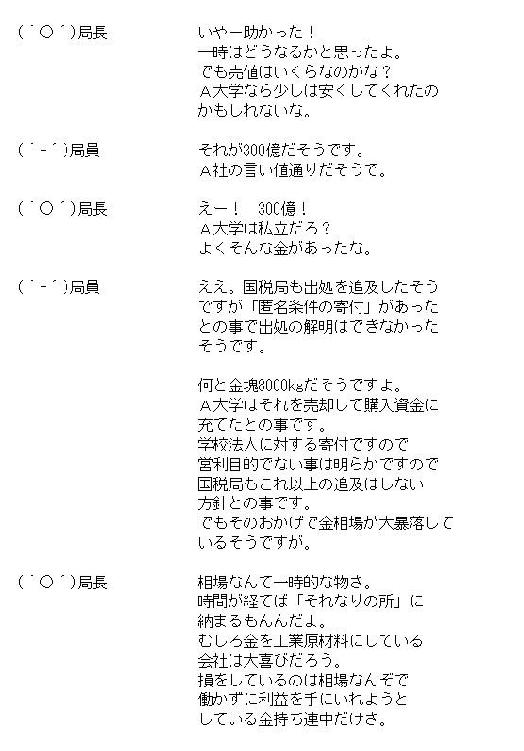 (´〇´)局長　いやー助かった！
一時はどうなるかと思ったよ。
でも売値はいくらなのかな？
Ａ大学なら少しは安くしてくれたの
かもしれないな。
(´-´)局員　それが300億だそうです。
Ａ社の言い値通りだそうて。
(´〇´)局長　えー！　300億！
Ａ大学は私立だろ？
よくそんな金があったな。
(´-´)局員　ええ。国税局も出処を追及したそう
ですが「匿名条件の寄付」があった
との事で出処の解明はできなかった
そうです。
何と金塊8000kgだそうですよ。
Ａ大学はそれを売却して購入資金に
充てたとの事です。
学校法人に対する寄付ですので
営利目的でない事は明らかですので
国税局もこれ以上の追及はしない
方針との事です。
でもそのおかげで金相場が大暴落して
いるそうですが。
(´〇´)局長　相場なんて一時的な物さ。
時間が経てば「それなりの所」に
納まるもんんだよ。
むしろ金を工業原材料にしている
会社は大喜びだろう。
損をしているのは相場なんぞで
働かずに利益を手にいれようと
している金持ち連中だけさ。